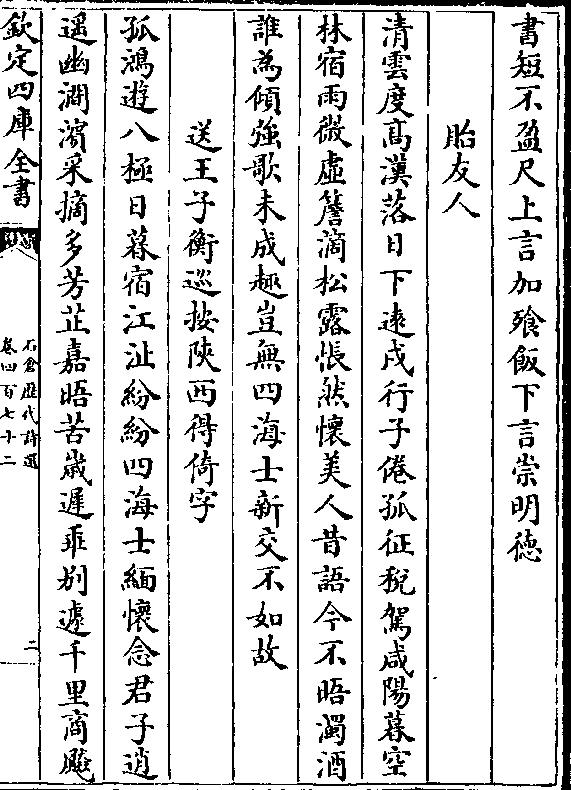 書短不盈尺上言加飱飯下言崇明徳
貽友人
清雲度高漢落日下逺戍行子倦孤征稅駕咸陽暮空
林宿雨微虛簷滴松露悵然懷美人昔語今不晤濁酒
誰為傾強歌未成趣豈無四海士新交不如故
送王子衡巡按陜西得倚字
孤鴻遊八極日暮宿江沚紛紛四海士緬懷念君子逍
遥幽澗濱采摘多芳芷嘉晤苦嵗遲乖别遽千里商飈
欽定四庫全書
石倉歴代詩選
卷四百七十二
二